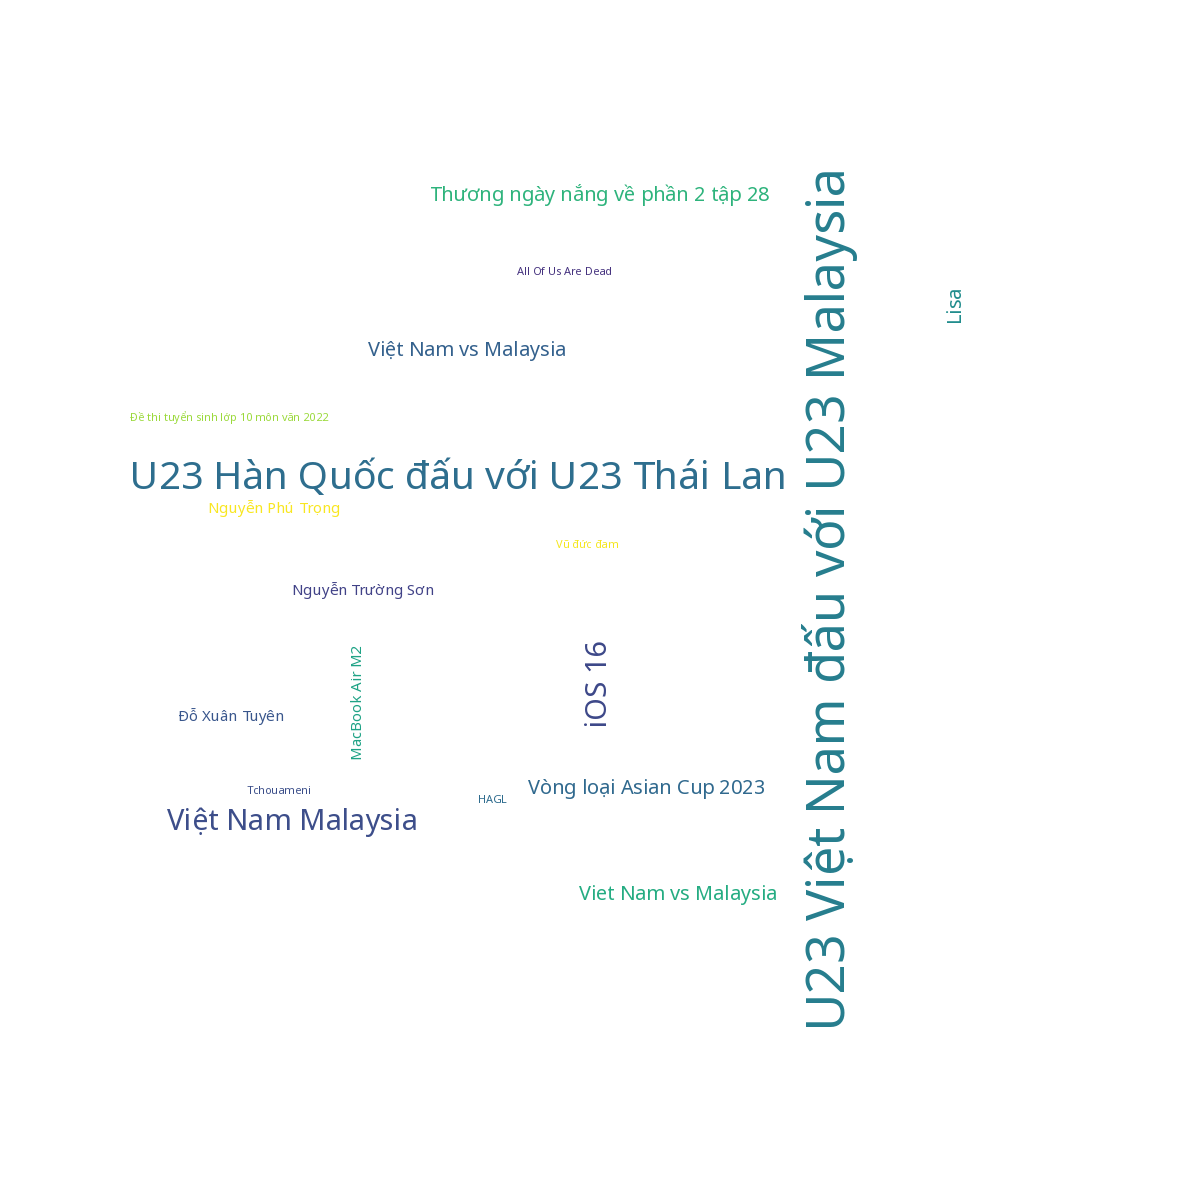 Thương ngày nắng về phần 2 tập 28
All Of Us Are Dead
Lisa
Việt Nam vs Malaysia
Đề thi tuyển sinh lớp 10 môn văn 2022
U23 Hàn Quốc đấu với U23 Thái Lan
Nguyễn Phú Trọng
Vũ đức đam
Nguyễn Trường Sơn
U23 Việt Nam đấu với U23 Malaysia
iOS 16
MacBook Air M2
Đỗ Xuân Tuyên
Vòng loại Asian Cup 2023
Tchouameni
HAGL
Việt Nam Malaysia
Viet Nam vs Malaysia